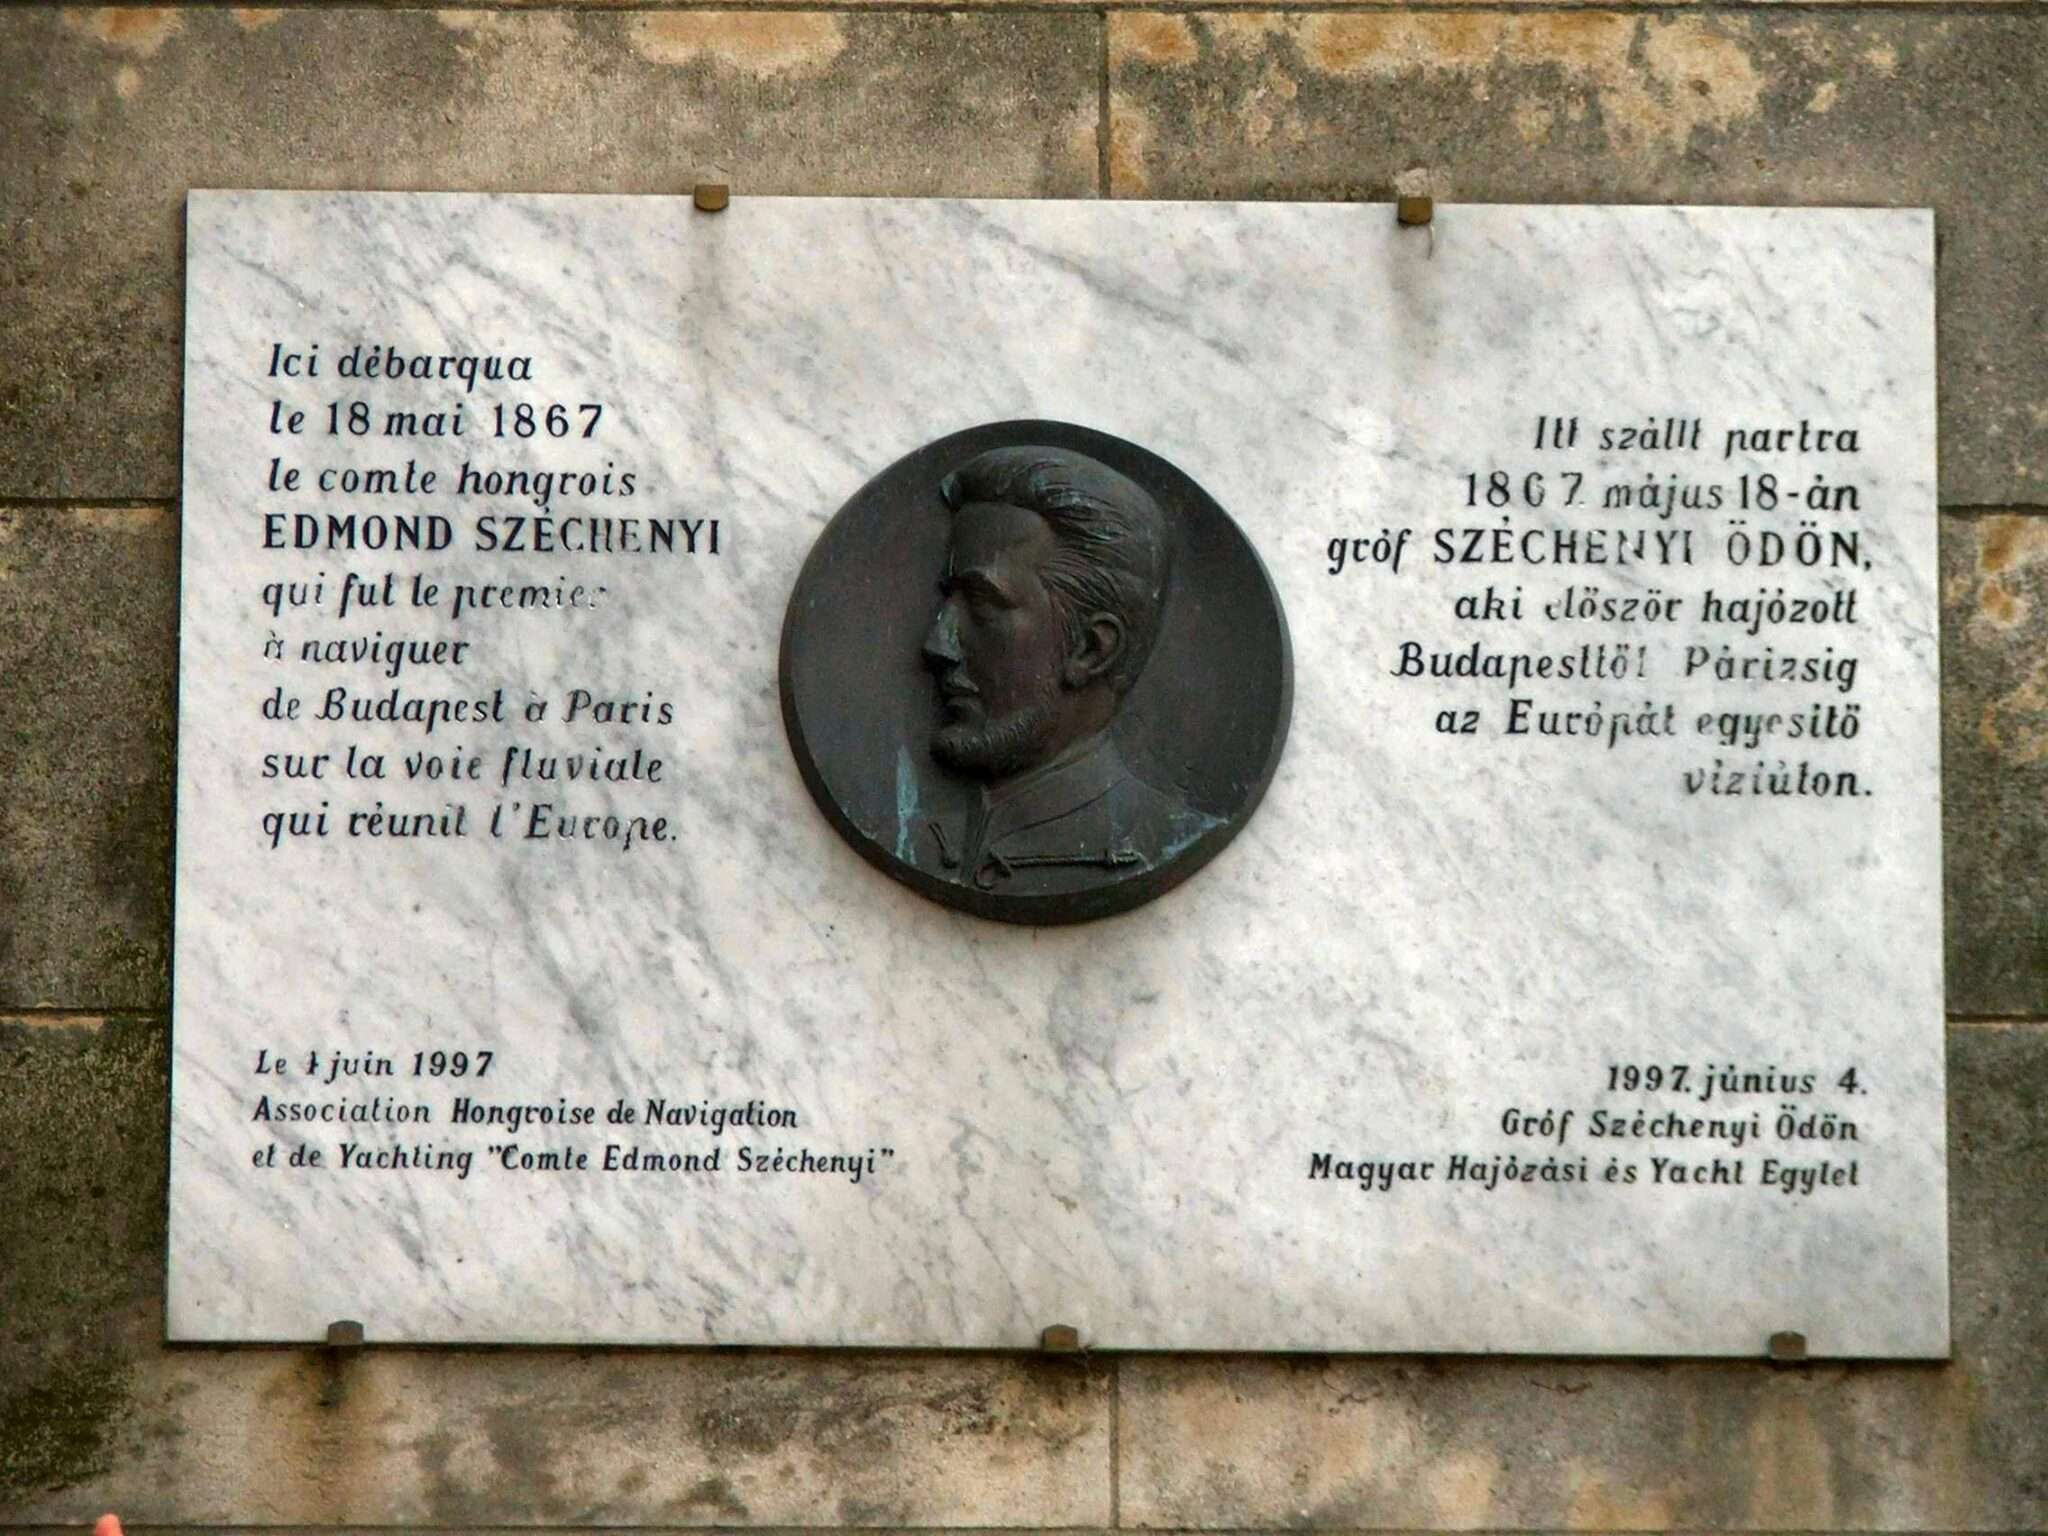 Ici débarqua
le 18 mai 1867
le comte hongrois
EDMOND SZÉCHENYI
qui fut le premier
à naviguer
de Budapest à Paris
sur la voie fluviale
qui réunit l'Europe.
Le 4 juin 1997
Association Hongroise de Navigation
et de Yachting "Comte Edmond Széchenyi"
Itt szállt partra
1867. május 18-án
gróf SZÉCHENYI ÖDÖN,
aki először hajózott
Budapesttől Párizsig
az Európát egyesítő
viziúton.
1997. június 4.
Gróf Széchenyi Ödön
Magyar Hajózási és Yacht Egylet